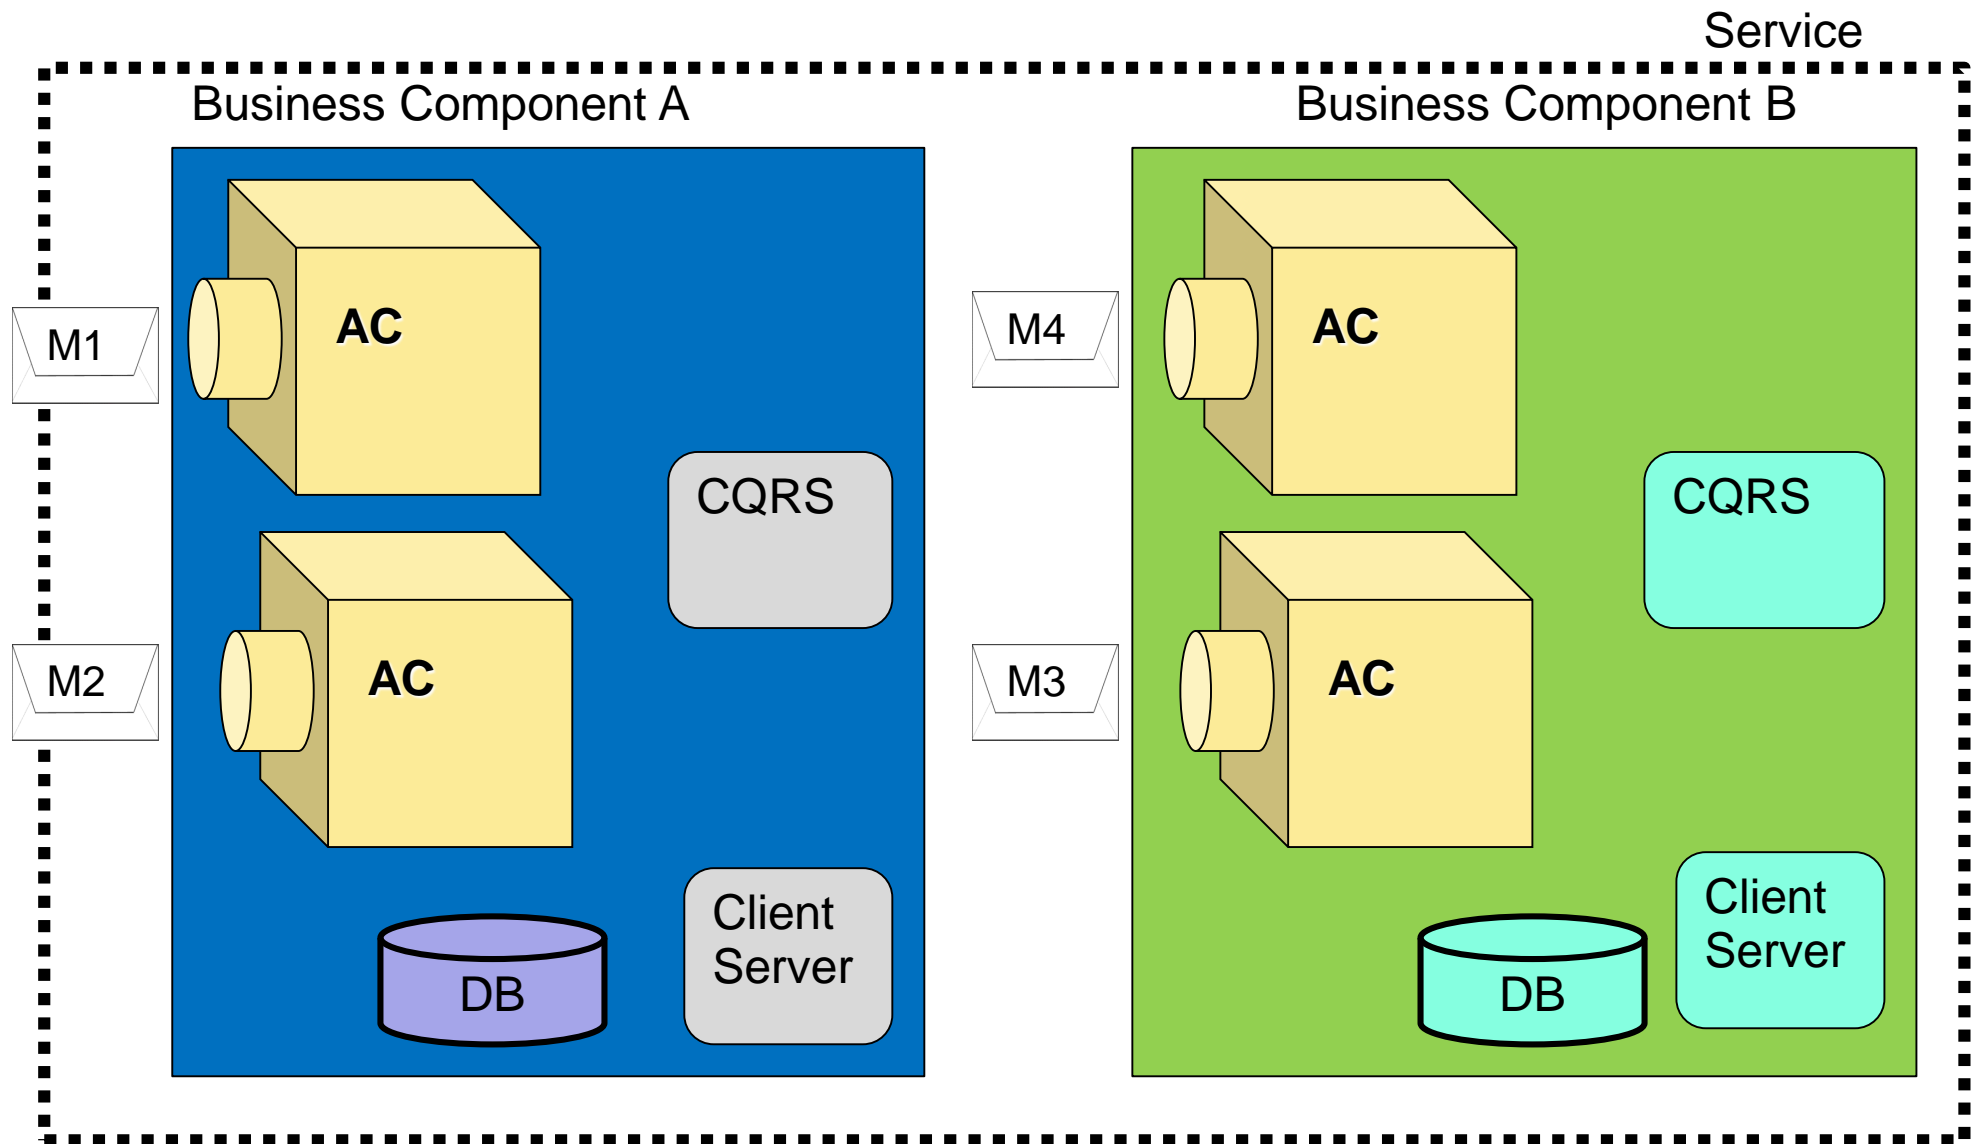 Service
Business Component A
Business Component B
M1
AC
M4
AC
CQRS
CQRS
M2
AC
M3
AC
Client
Server
DB
Client
Server
DB